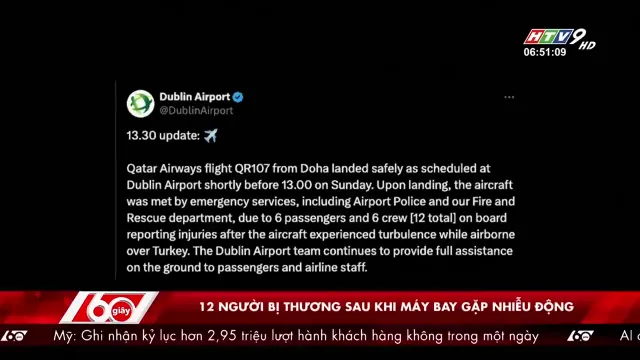 HTV9 HD
06:51:09
Dublin Airport
@DublinAirport
13.30 update:
Qatar Airways flight QR107 from Doha landed safely as scheduled at
Dublin Airport shortly before 13.00 on Sunday. Upon landing, the aircraft
was met by emergency services, including Airport Police and our Fire and
Rescue department, due to 6 passengers and 6 crew [12 total] on board
reporting injuries after the aircraft experienced turbulence while airborne
over Turkey. The Dublin Airport team continues to provide full assistance
on the ground to passengers and airline staff.
60 giây
12 NGƯỜI BỊ THƯƠNG SAU KHI MÁY BAY GẶP NHIỄU ĐỘNG
60 Mỹ: Ghi nhận kỷ lục hơn 2,95 triệu lượt hành khách hàng không trong một ngày 60 AI